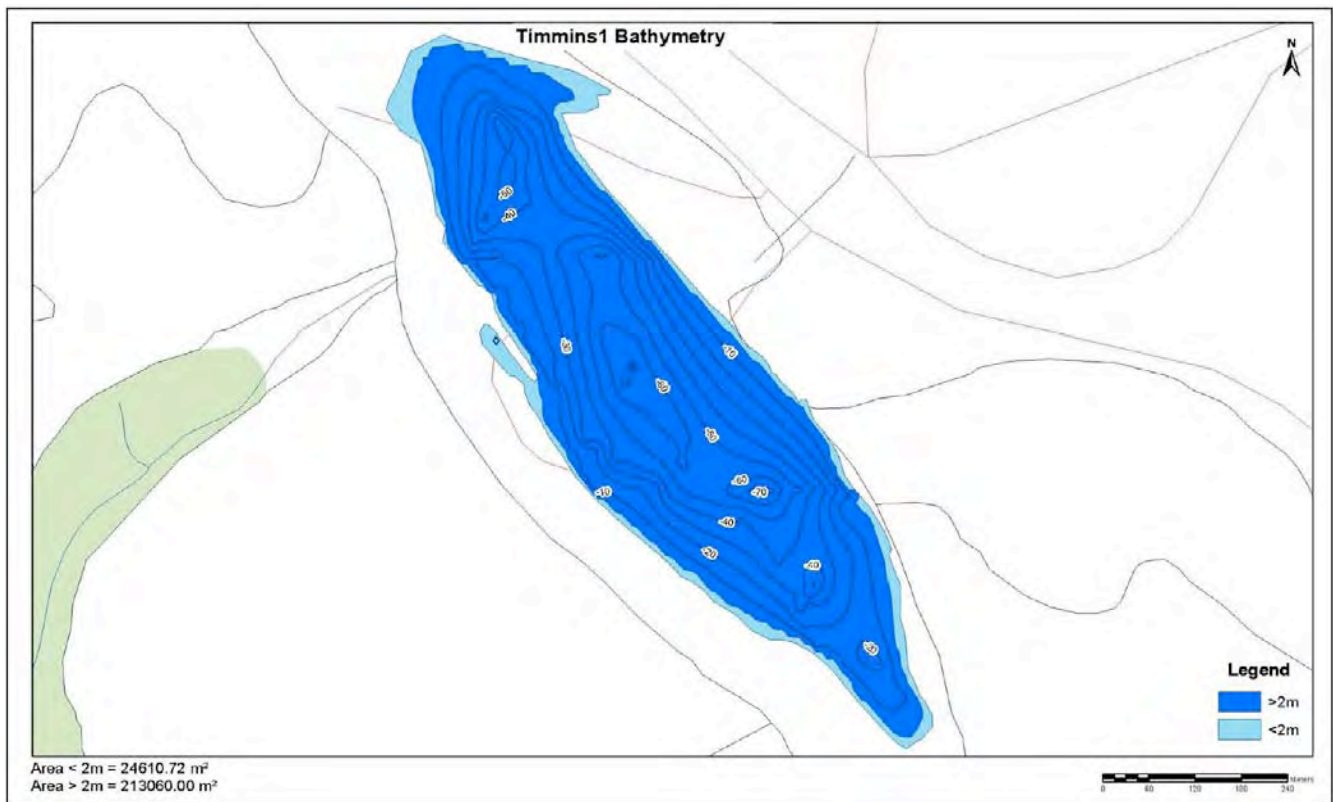 Timmins1 Bathymetry
N
-40
-10
-60
-70
-10
-40
-20
-40
Legend
>2m
<2m
Area < 2m = 24610.72 m²
Area > 2m = 213060.00 m²
Meters
0 60 120 180 240